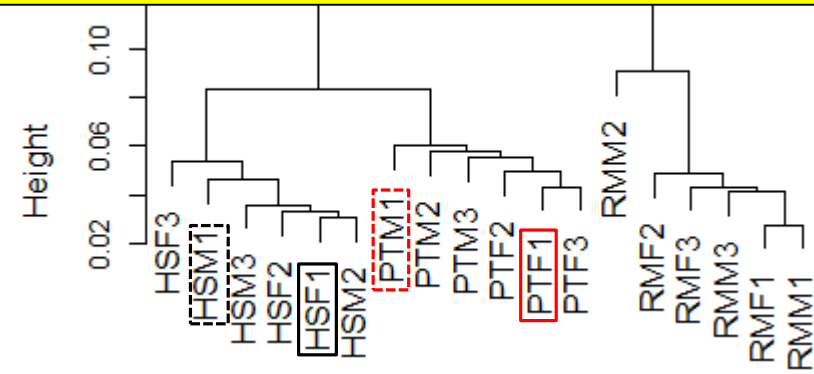 Height
0.10
0.06
0.02
HSF3
HSM1
HSM3
HSF2
HSF1
HSM2
PTM1
PTM2
PTM3
PTF2
PTF1
PTF3
RMM2
RMF2
RMF3
RMM3
RMF1
RMM1